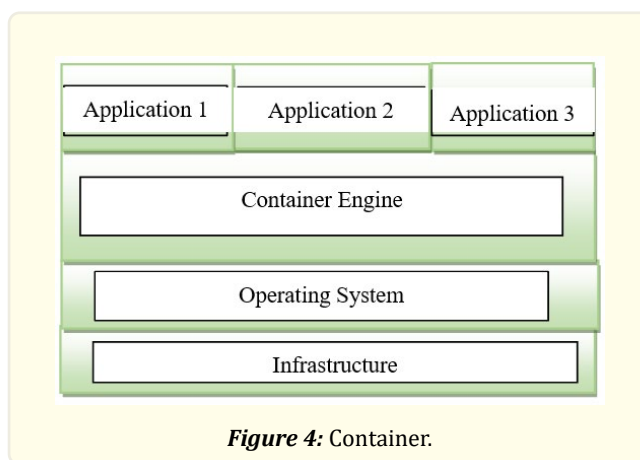 Application 1 Application 2 Application 3
Container Engine
Operating System
Infrastructure
Figure 4: Container.